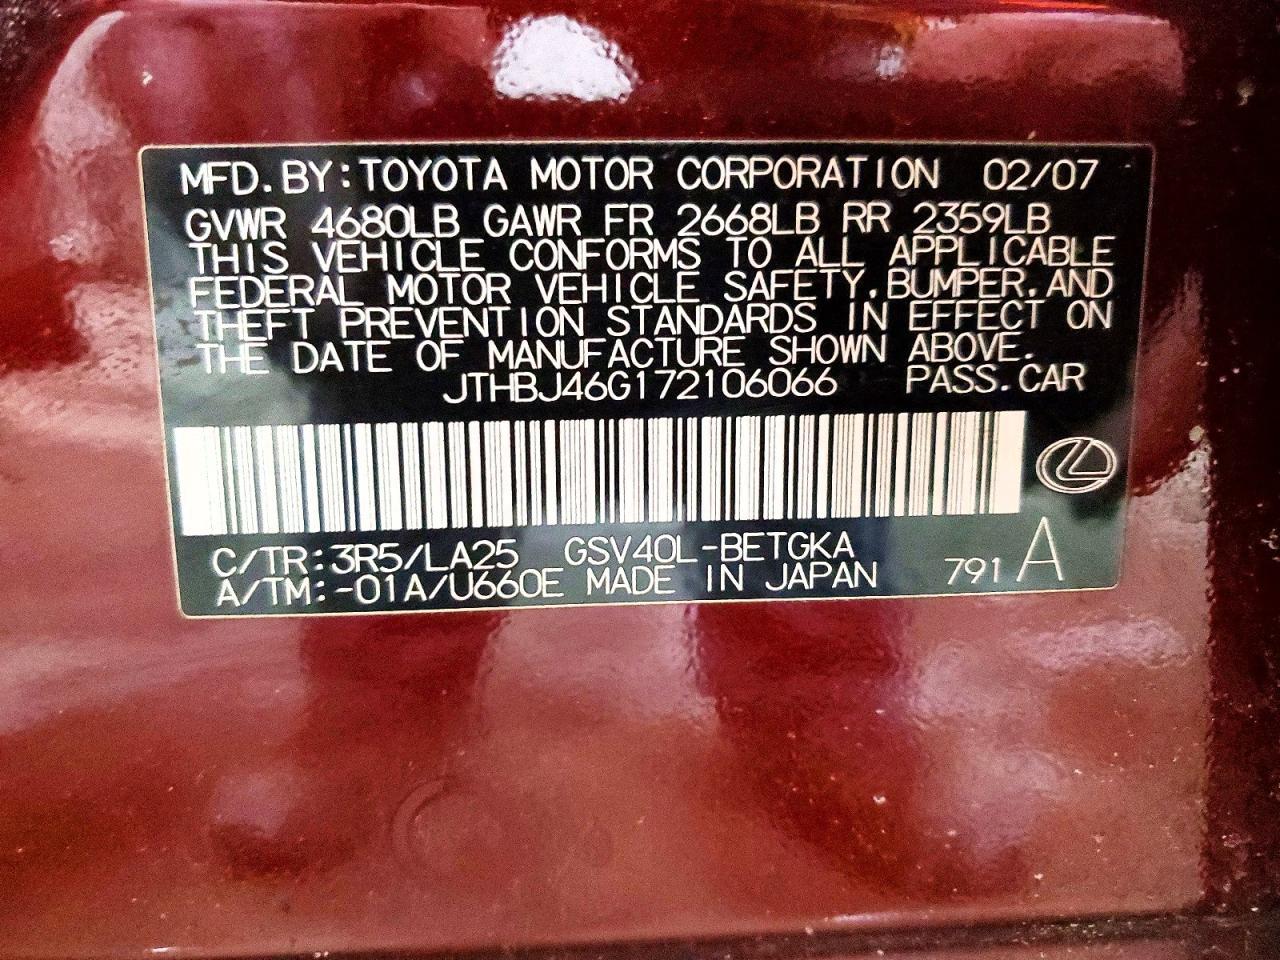 MFD.BY:TOYOTA MOTOR CORPORATION 02/07
GVWR 4680LB GAWR FR 2668LB RR 2359LB
THIS VEHICLE CONFORMS TO ALL APPLICABLE
FEDERAL MOTOR VEHICLE SAFETY,BUMPER,AND
THEFT PREVENTION STANDARDS IN EFFECT ON
THE DATE OF MANUFACTURE SHOWN ABOVE.
JTHBJ46G172106066 PASS.CAR
C/TR:3R5/LA25 GSV40L-BETGKA
A/TM:-01A/U660E MADE IN JAPAN 791 A